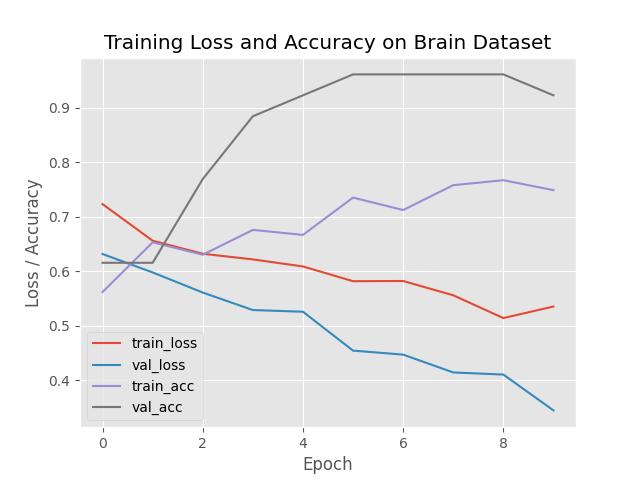 Training Loss and Accuracy on Brain Dataset
Loss / Accuracy
0.9
0.8
0.7
0.6
0.5
0.4
train_loss
val_loss
train_acc
val_acc
0 2 4 6 8
Epoch